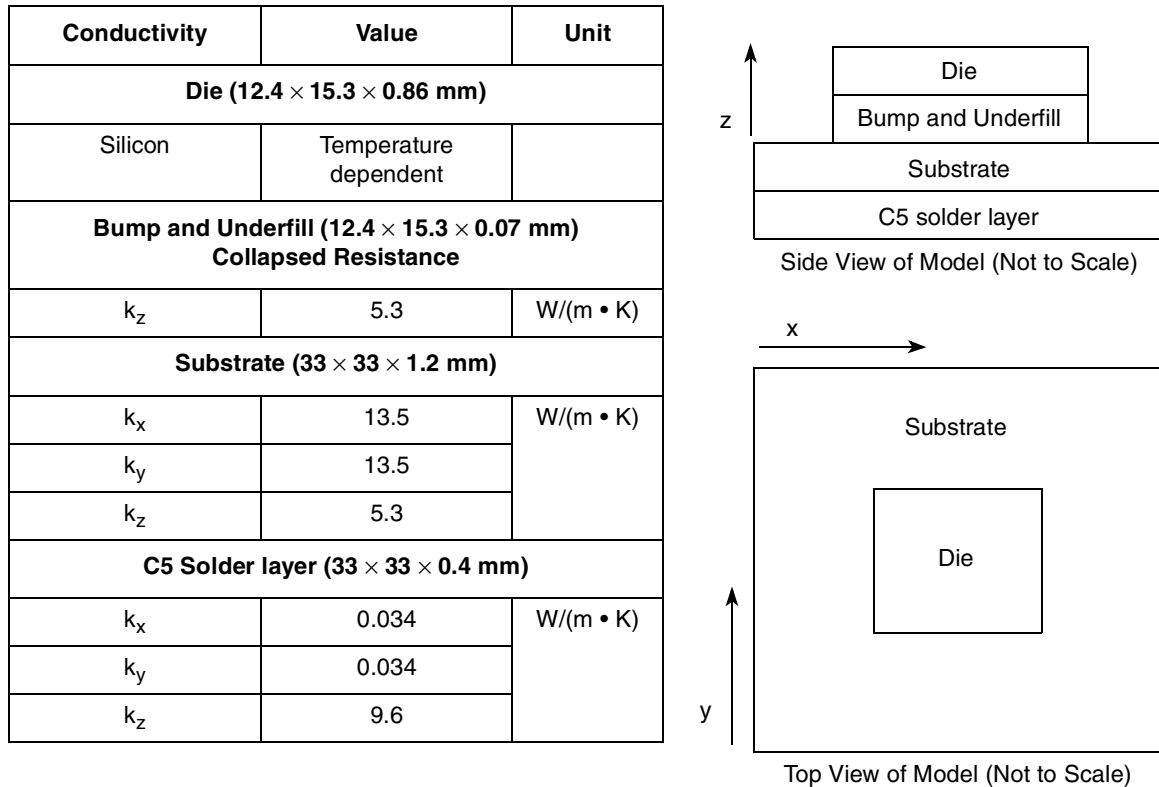 Conductivity Value Unit
Die (12.4 × 15.3 × 0.86 mm)
Silicon Temperature
dependent
Bump and Underfill (12.4 × 15.3 × 0.07 mm)
Collapsed Resistance
kz 5.3 W/(m • K)
Substrate (33 × 33 × 1.2 mm)
kx 13.5 W/(m • K)
ky 13.5
kz 5.3
C5 Solder layer (33 × 33 × 0.4 mm)
kx 0.034 W/(m • K)
ky 0.034
kz 9.6
z
Die
Bump and Underfill
Substrate
C5 solder layer
Side View of Model (Not to Scale)
x
Substrate
Die
y
Top View of Model (Not to Scale)